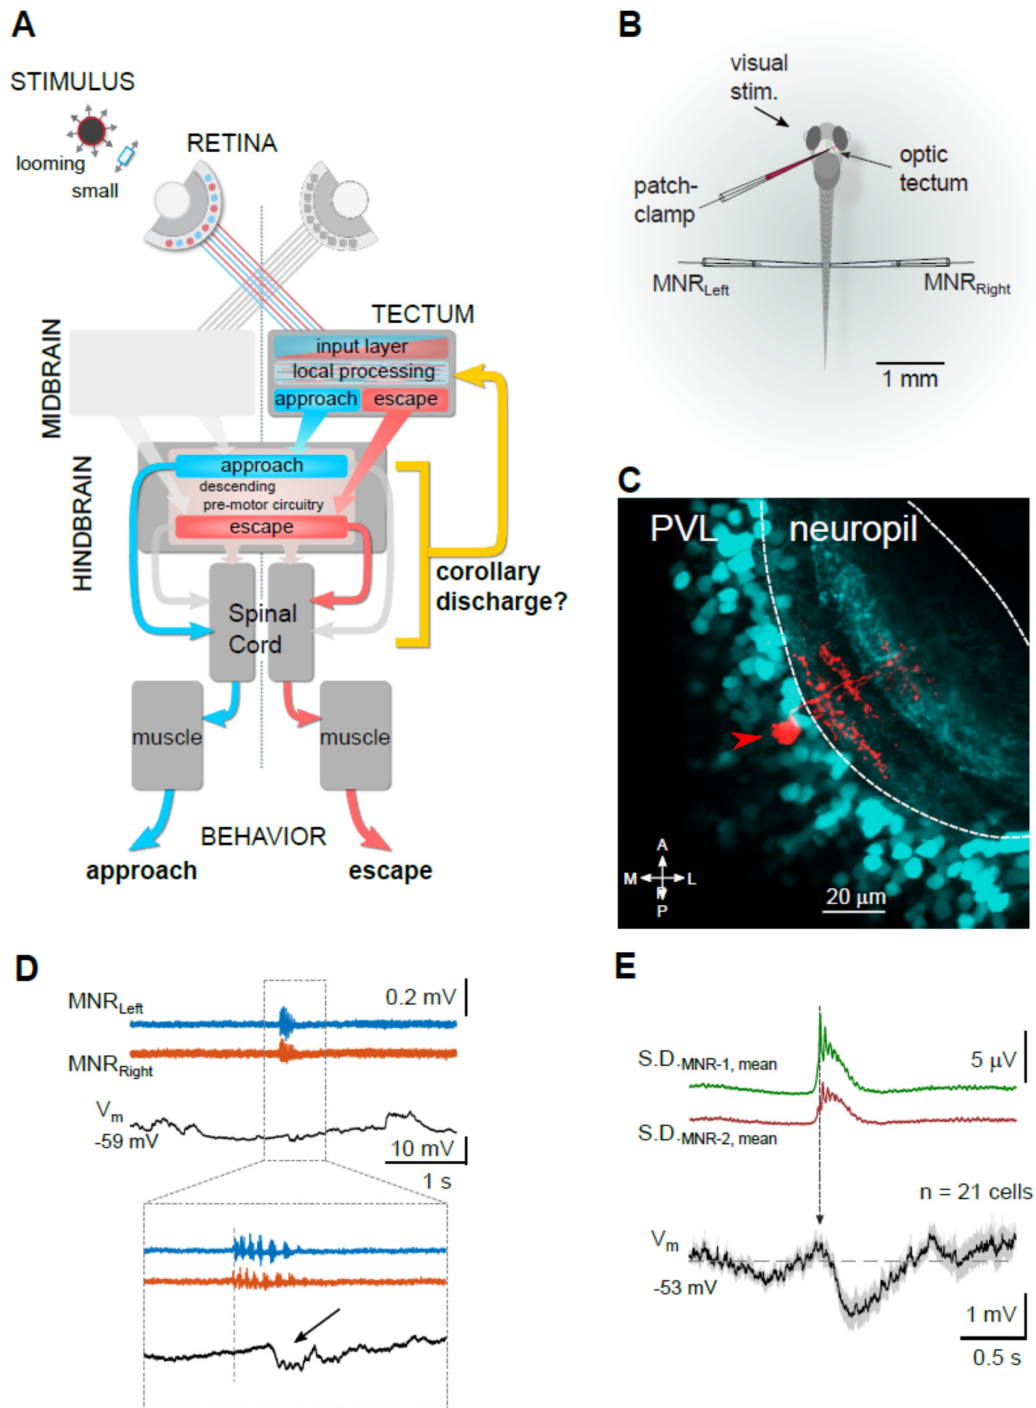 A
STIMULUS
looming
small
RETINA
TECTUM
input layer
local processing
approach escape
MIDBRAIN
HINDBRAIN
approach
descending
pre-motor circuitry
escape
corollary
discharge?
Spinal
Cord
muscle
muscle
BEHAVIOR
approach
escape
B
visual
stim.
patch-
clamp
optic
tectum
MNRLeft
MNRRight
1 mm
C
PVL
neuropil
A
M L
P
20 µm
D
MNRLeft
0.2 mV
MNRRight
Vm
-59 mV
10 mV
1 s
E
S.D.MNR-1, mean
5 µV
S.D.MNR-2, mean
n = 21 cells
Vm
-53 mV
1 mV
0.5 s